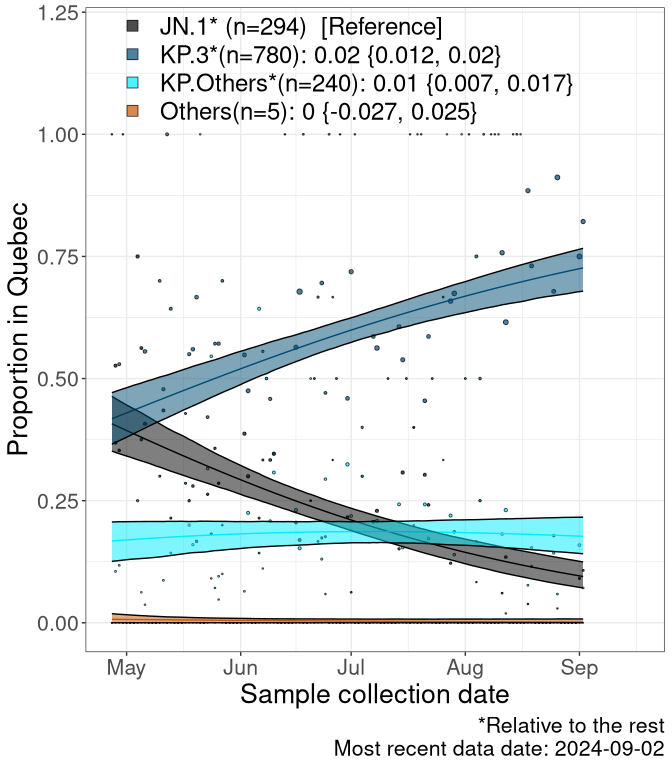 JN.1* (n=294) [Reference]
KP.3*(n=780): 0.02 {0.012, 0.02}
KP.Others*(n=240): 0.01 {0.007, 0.017}
Others(n=5): 0 {-0.027, 0.025}
1.25
1.00
0.75
0.50
0.25
0.00
Proportion in Quebec
May Jun Jul Aug Sep
Sample collection date
*Relative to the rest
Most recent data date: 2024-09-02